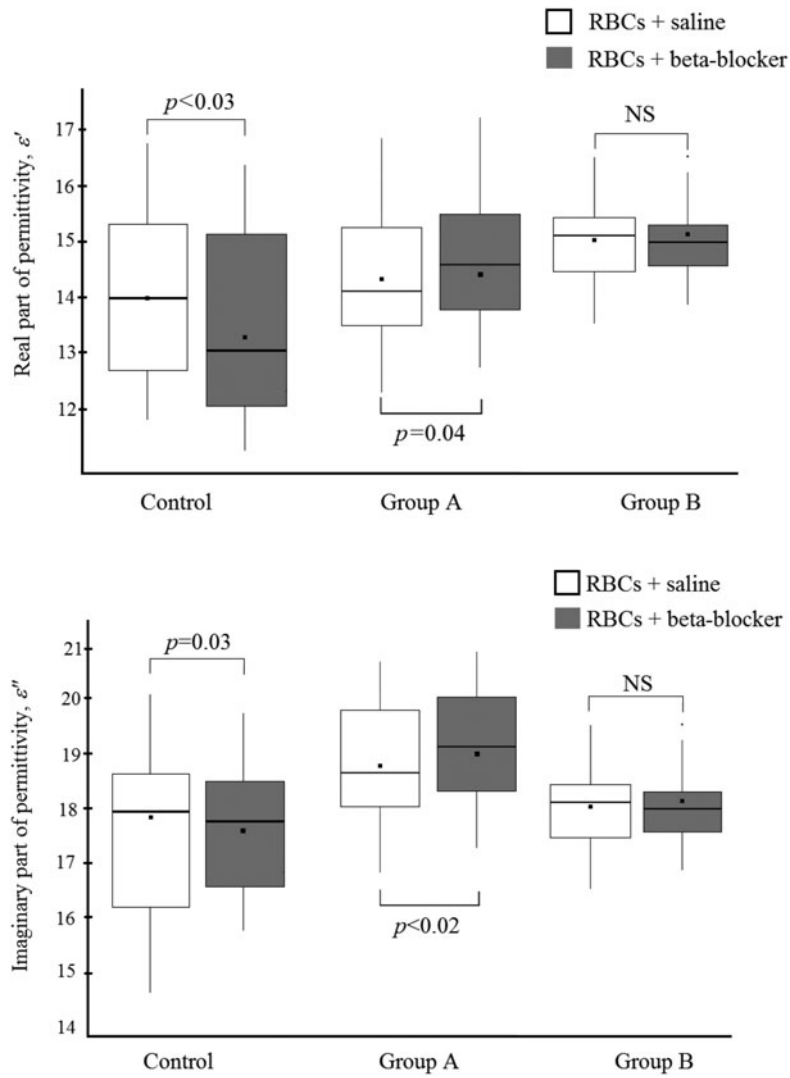 RBCs + saline
RBCs + beta-blocker
Real part of permittivity, ε′
17
16
15
14
13
12
p<0.03
p=0.04
NS
Control
Group A
Group B
RBCs + saline
RBCs + beta-blocker
Imaginary part of permittivity, ε″
21
20
19
18
17
16
15
14
p=0.03
p<0.02
NS
Control
Group A
Group B